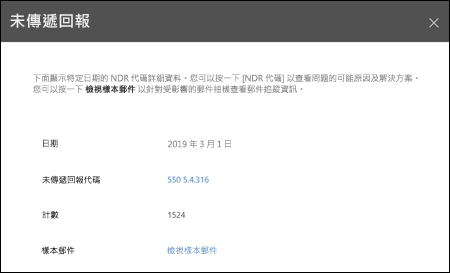 未傳遞回報
下面顯示特定日期的 NDR 代碼詳細資料。您可以按一下 [NDR 代碼] 以查看問題的可能原因及解決方案。
您可以按一下 檢視樣本郵件 以針對受影響的郵件抽樣查看郵件追蹤資訊。
日期 2019 年 3 月 1 日
未傳遞回報代碼 550 5.4.316
計數 1524
樣本郵件 檢視樣本郵件